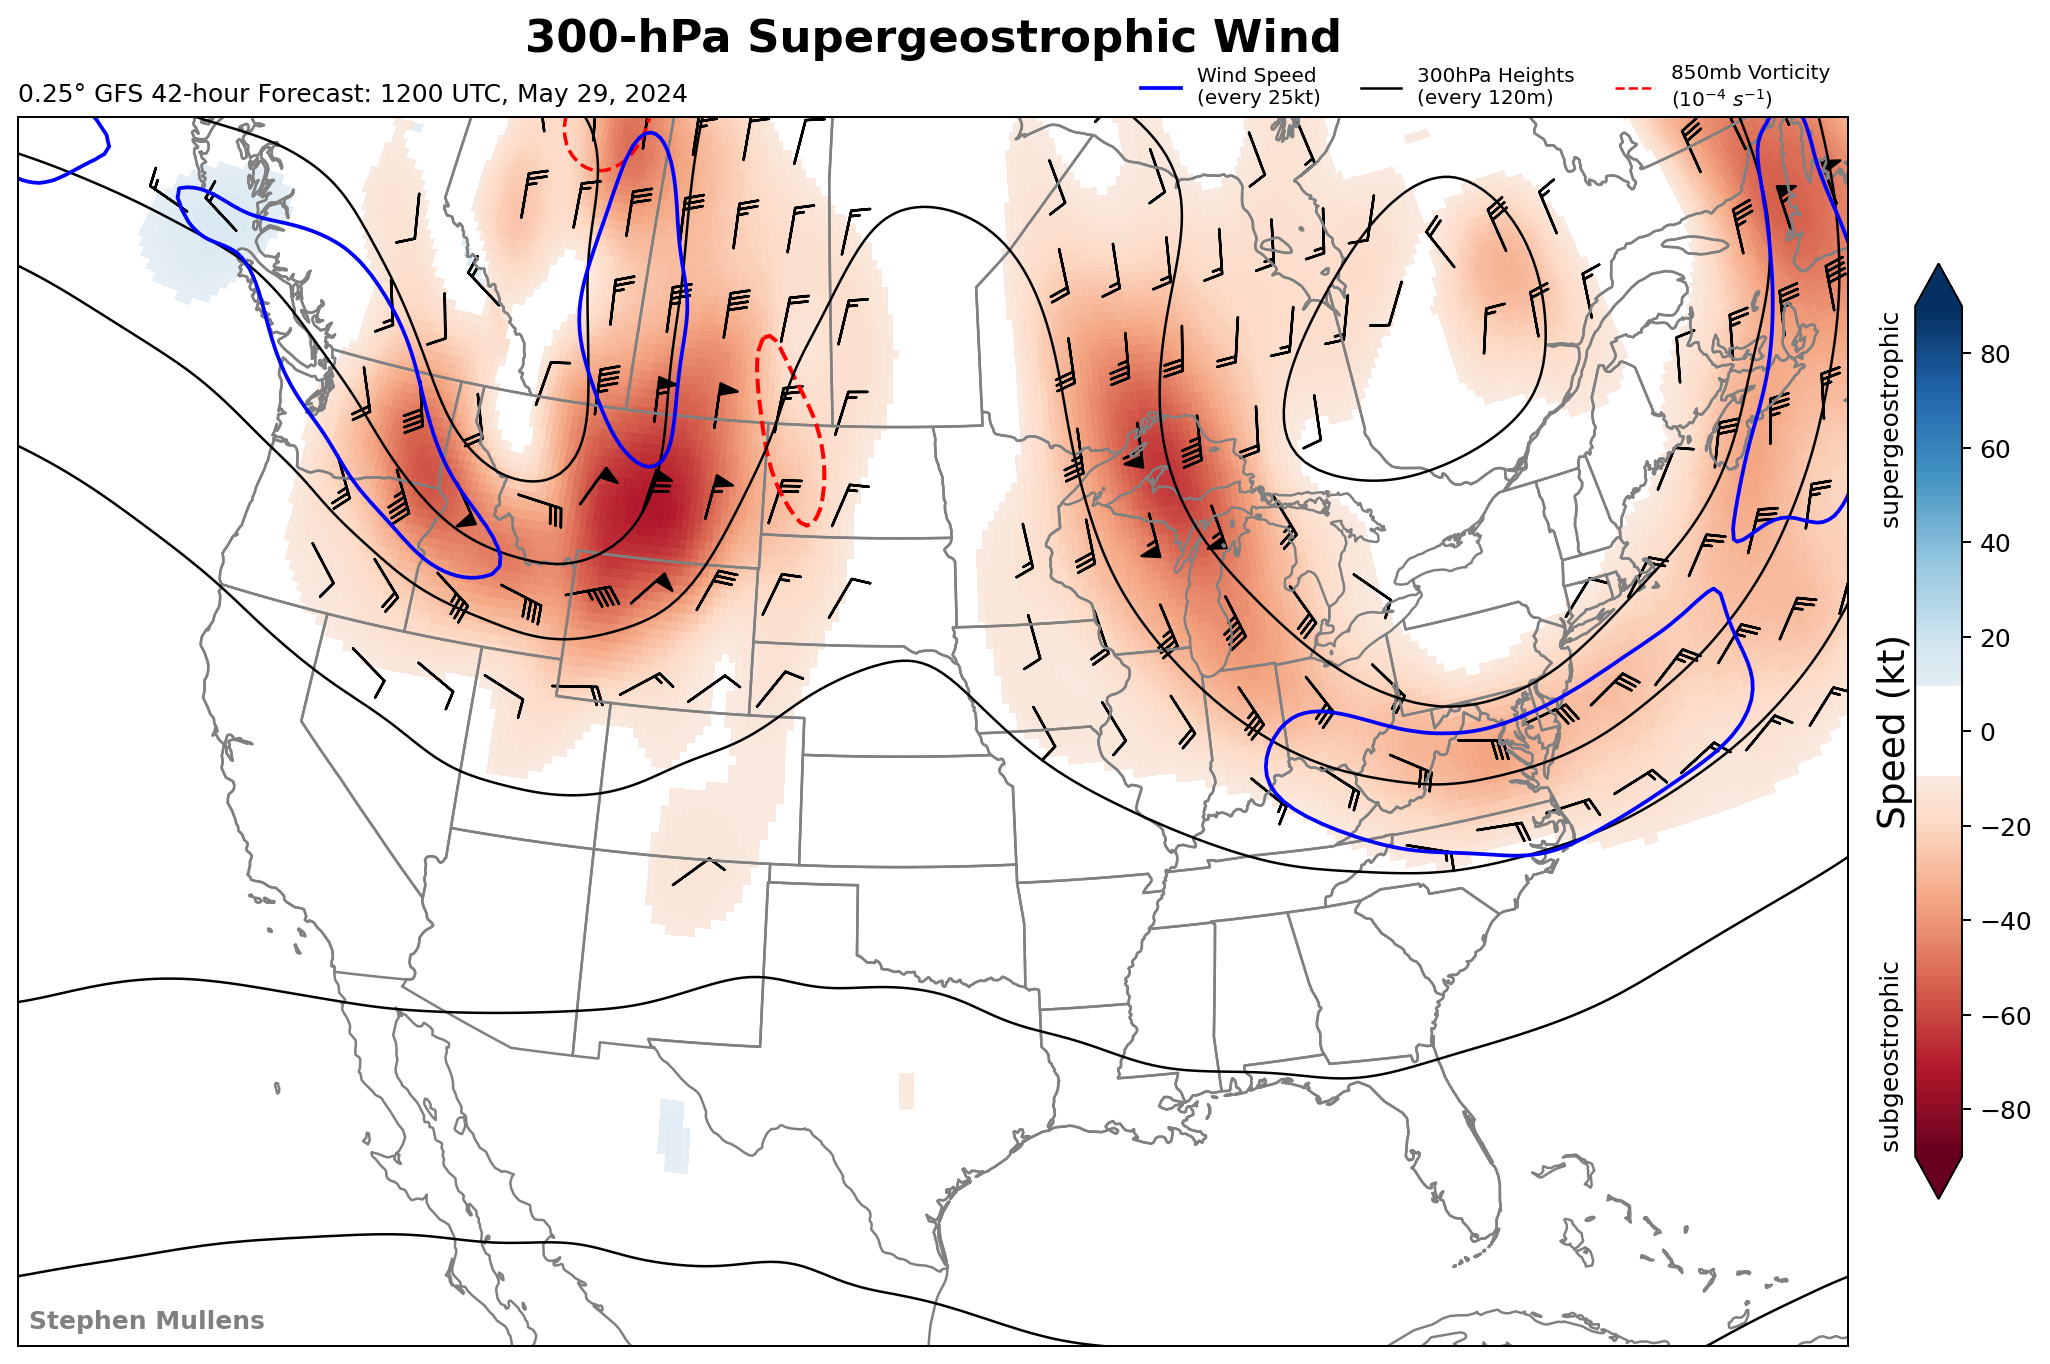 300-hPa Supergeostrophic Wind
0.25° GFS 42-hour Forecast: 1200 UTC, May 29, 2024
Wind Speed
(every 25kt)
300hPa Heights
(every 120m)
850mb Vorticity
(10⁻⁴ s⁻¹)
supergeostrophic
Speed (kt)
subgeostrophic
80
60
40
20
0
−20
−40
−60
−80
Stephen Mullens